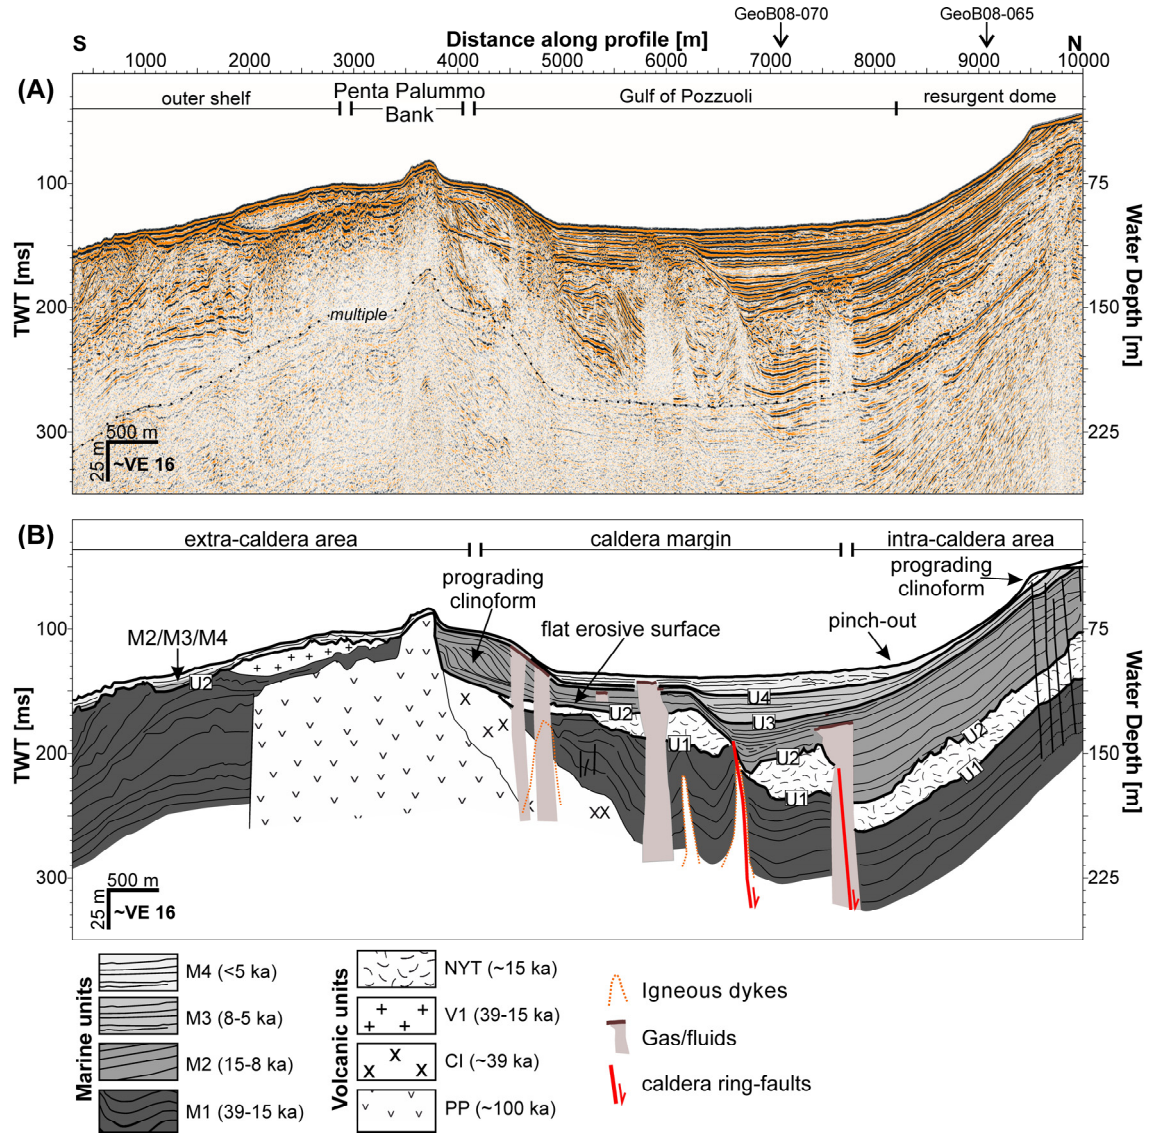 GeoB08-070
GeoB08-065
S
Distance along profile [m]
N
1000 2000 3000 4000 5000 6000 7000 8000 9000 10000
(A)
outer shelf
Penta Palummo
Bank
Gulf of Pozzuoli
resurgent dome
100
200
300
TWT [ms]
75
150
225
Water Depth [m]
multiple
500 m
25 m
~VE 16
(B)
extra-caldera area
caldera margin
intra-caldera area
prograding
clinoform
prograding
clinoform
M2/M3/M4
flat erosive surface
pinch-out
100
200
300
TWT [ms]
75
150
225
Water Depth [m]
U2
U2
U1
U4
U3
U2
U1
U2
U1
500 m
25 m
~VE 16
Marine units
M4 (<5 ka)
M3 (8-5 ka)
M2 (15-8 ka)
M1 (39-15 ka)
Volcanic units
NYT (~15 ka)
V1 (39-15 ka)
CI (~39 ka)
PP (~100 ka)
Igneous dykes
Gas/fluids
caldera ring-faults